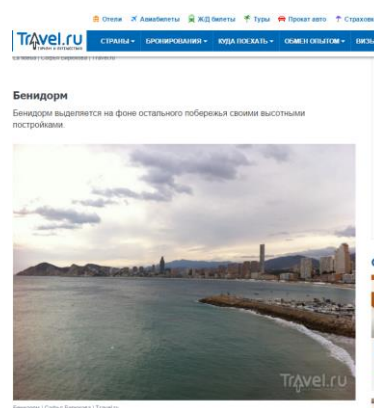 Отели Авиабилеты ЖД билеты Туры Прокат авто Страховк
Travel.ru
СТРАНЫ БРОНИРОВАНИЯ КУДА ПОЕХАТЬ ОБМЕН ОПЫТОМ ВИЗЫ
Бенидорм
Бенидорм выделяется на фоне остального побережья своими высотными
постройками.
Travel.ru